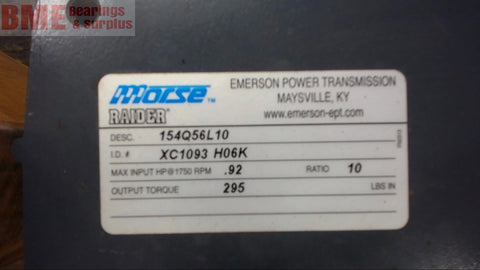 BME Bearings & Surplus
morse™
EMERSON POWER TRANSMISSION
MAYSVILLE, KY
RAIDER®
www.emerson-ept.com
DESC. 154Q56L10
I.D.# XC1093 H06K
MAX INPUT HP@1750 RPM .92 RATIO 10
OUTPUT TORQUE 295 LBS IN